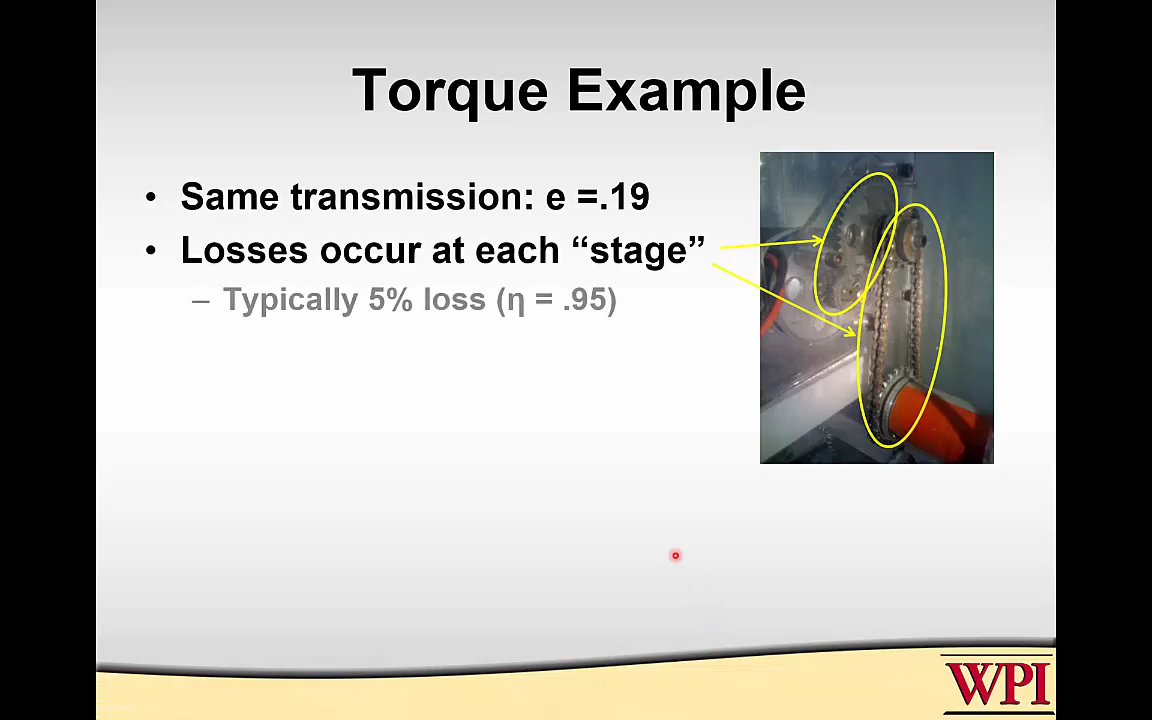 Torque Example
• Same transmission: e =.19
• Losses occur at each “stage”
– Typically 5% loss (η = .95)
WPI